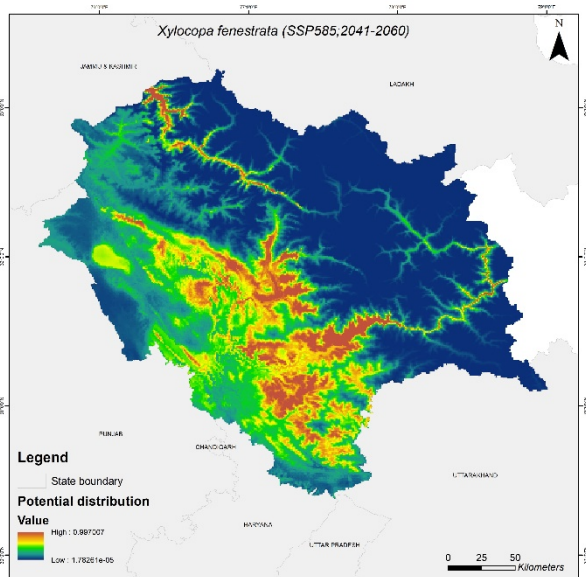 Xylocopa fenestrata (SSP585;2041-2060)
N
JAMMU & KASHMIR
LADAKH
PUNJAB
CHANDIGARH
UTTARAKHAND
HARYANA
UTTAR PRADESH
Legend
State boundary
Potential distribution
Value
High : 0.997007
Low : 1.78261e-05
0 25 50
Kilometers